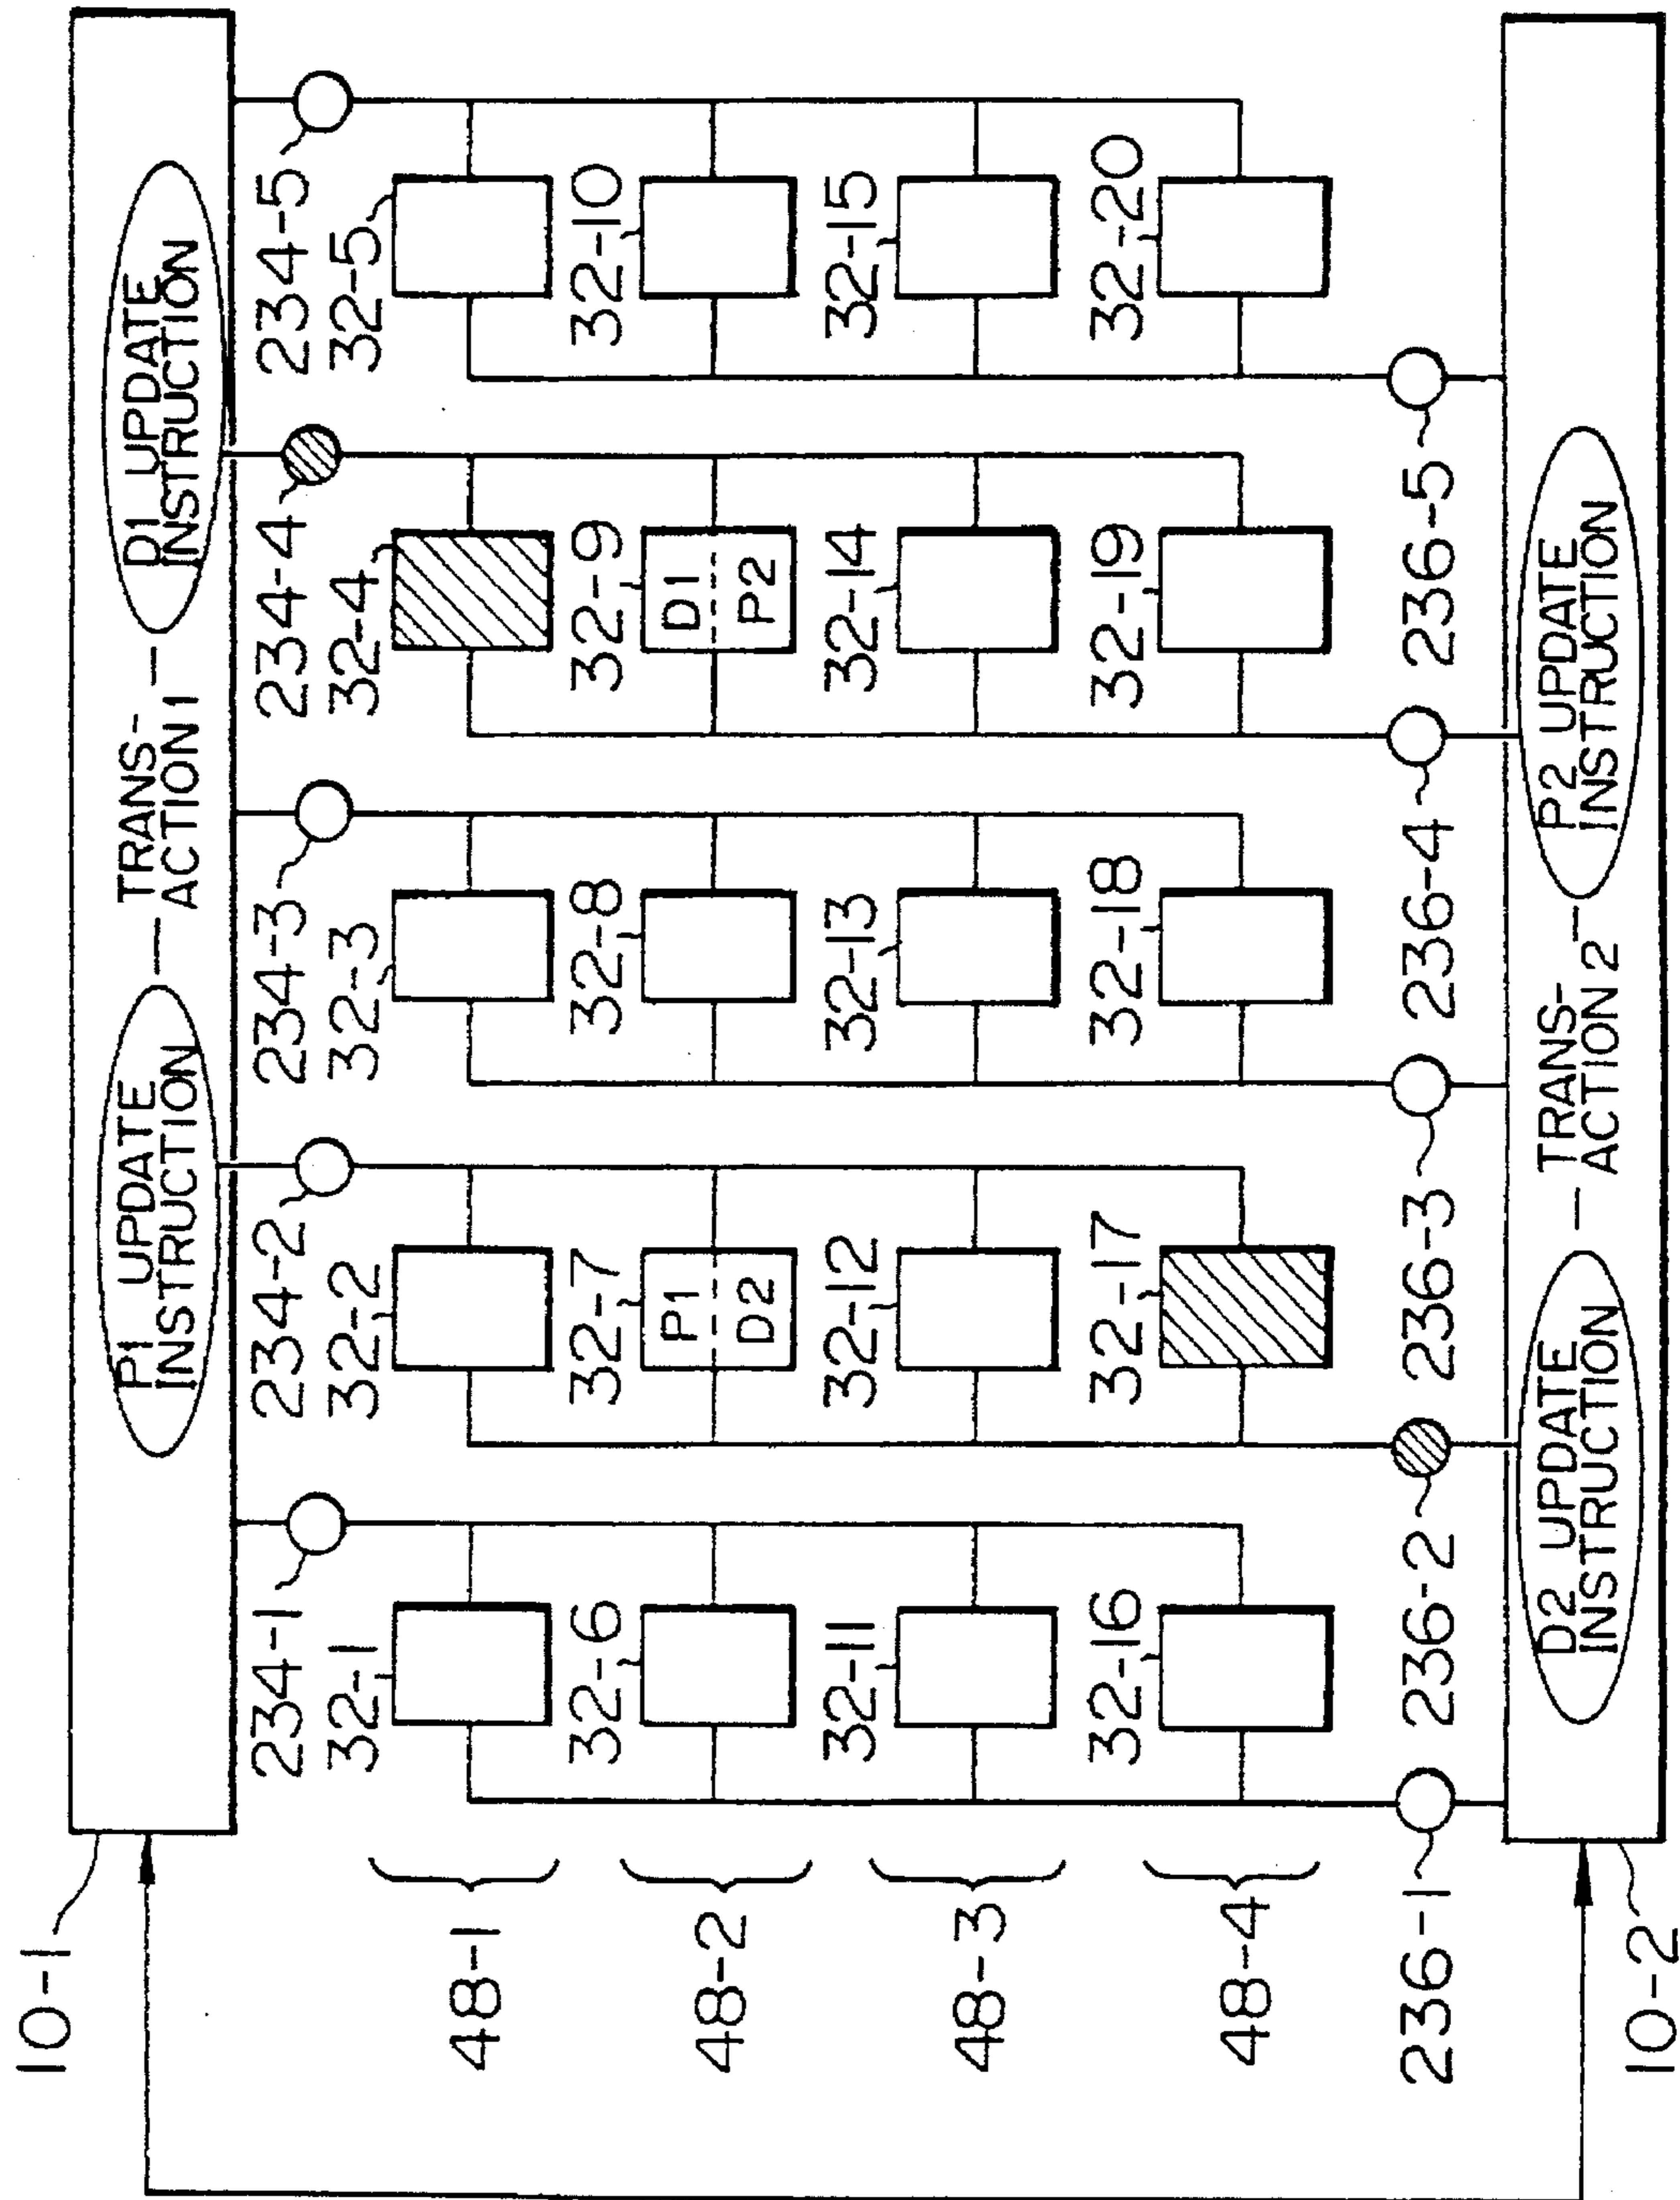 10-1
P1 UPDATE
INSTRUCTION
TRANS-
ACTION 1
D1 UPDATE
INSTRUCTION
234-1
234-2
234-3
234-4
234-5
48-1
32-1
32-2
32-3
32-4
32-5
48-2
32-6
32-7
P1
D2
32-8
32-9
D1
P2
32-10
48-3
32-11
32-12
32-13
32-14
32-15
48-4
32-16
32-17
32-18
32-19
32-20
236-1
236-2
236-3
236-4
236-5
10-2
D2 UPDATE
INSTRUCTION
TRANS-
ACTION 2
P2 UPDATE
INSTRUCTION